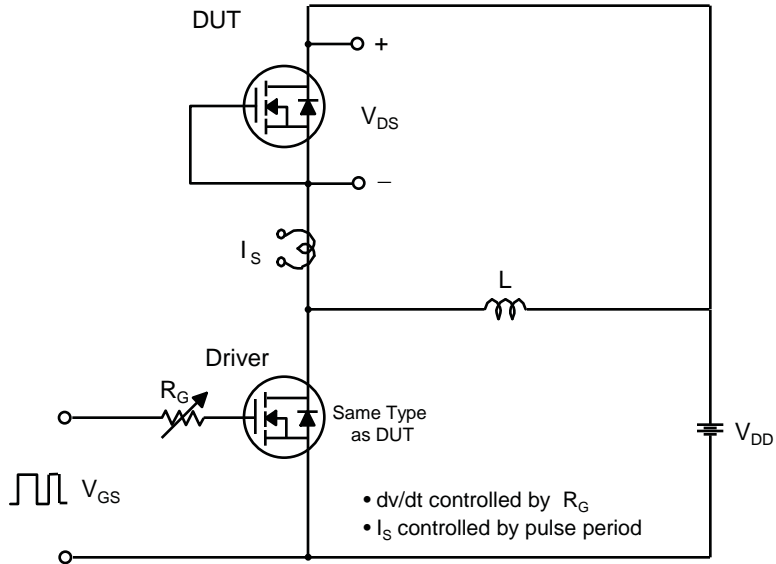 DUT
+
V_DS
−
I_S
L
Driver
R_G
Same Type
as DUT
V_DD
V_GS
• dv/dt controlled by R_G
• I_S controlled by pulse period